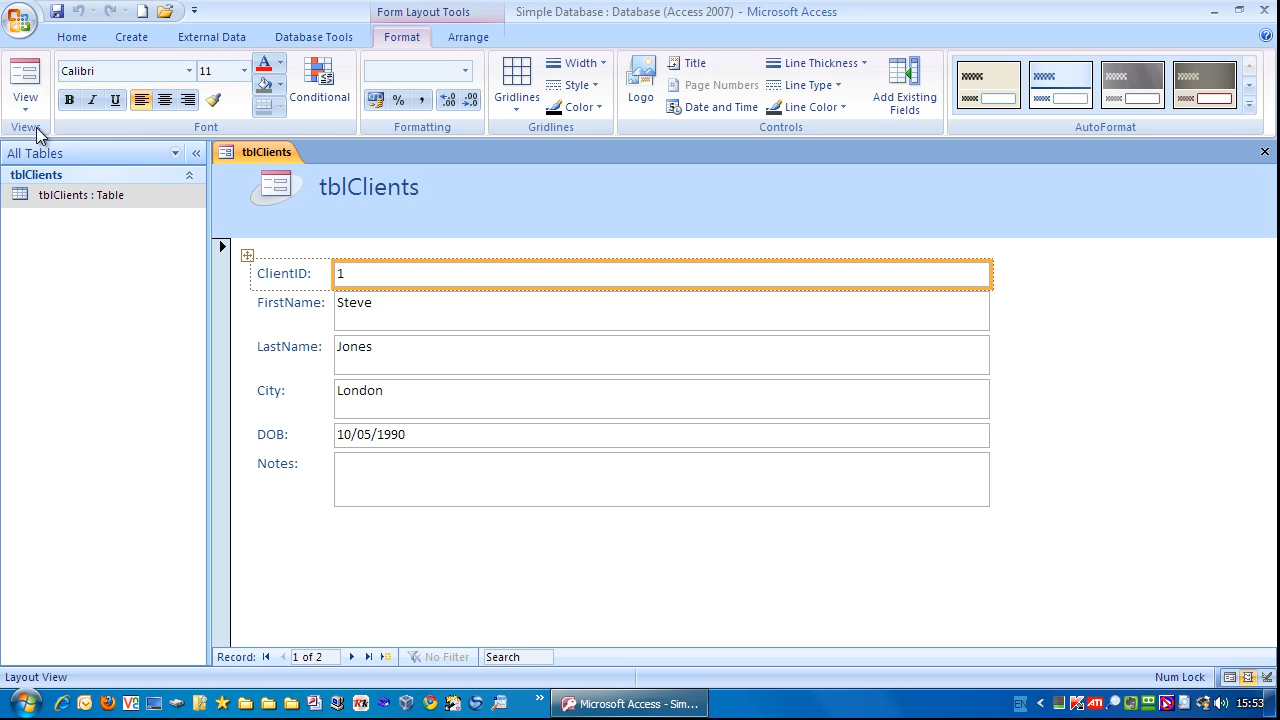 Form Layout Tools
Simple Database : Database (Access 2007) - Microsoft Access
Home Create External Data Database Tools Format Arrange
Calibri 11
B I U
View
Conditional
% ,
Gridlines
Width
Style
Color
Logo
Title
Page Numbers
Date and Time
Line Thickness
Line Type
Line Color
Add Existing
Fields
Views Font Formatting Gridlines Controls AutoFormat
All Tables
tblClients
tblClients : Table
tblClients
tblClients
ClientID: 1
FirstName: Steve
LastName: Jones
City: London
DOB: 10/05/1990
Notes:
Record: 1 of 2 No Filter Search
Layout View Num Lock
Microsoft Access - Sim...
15:53